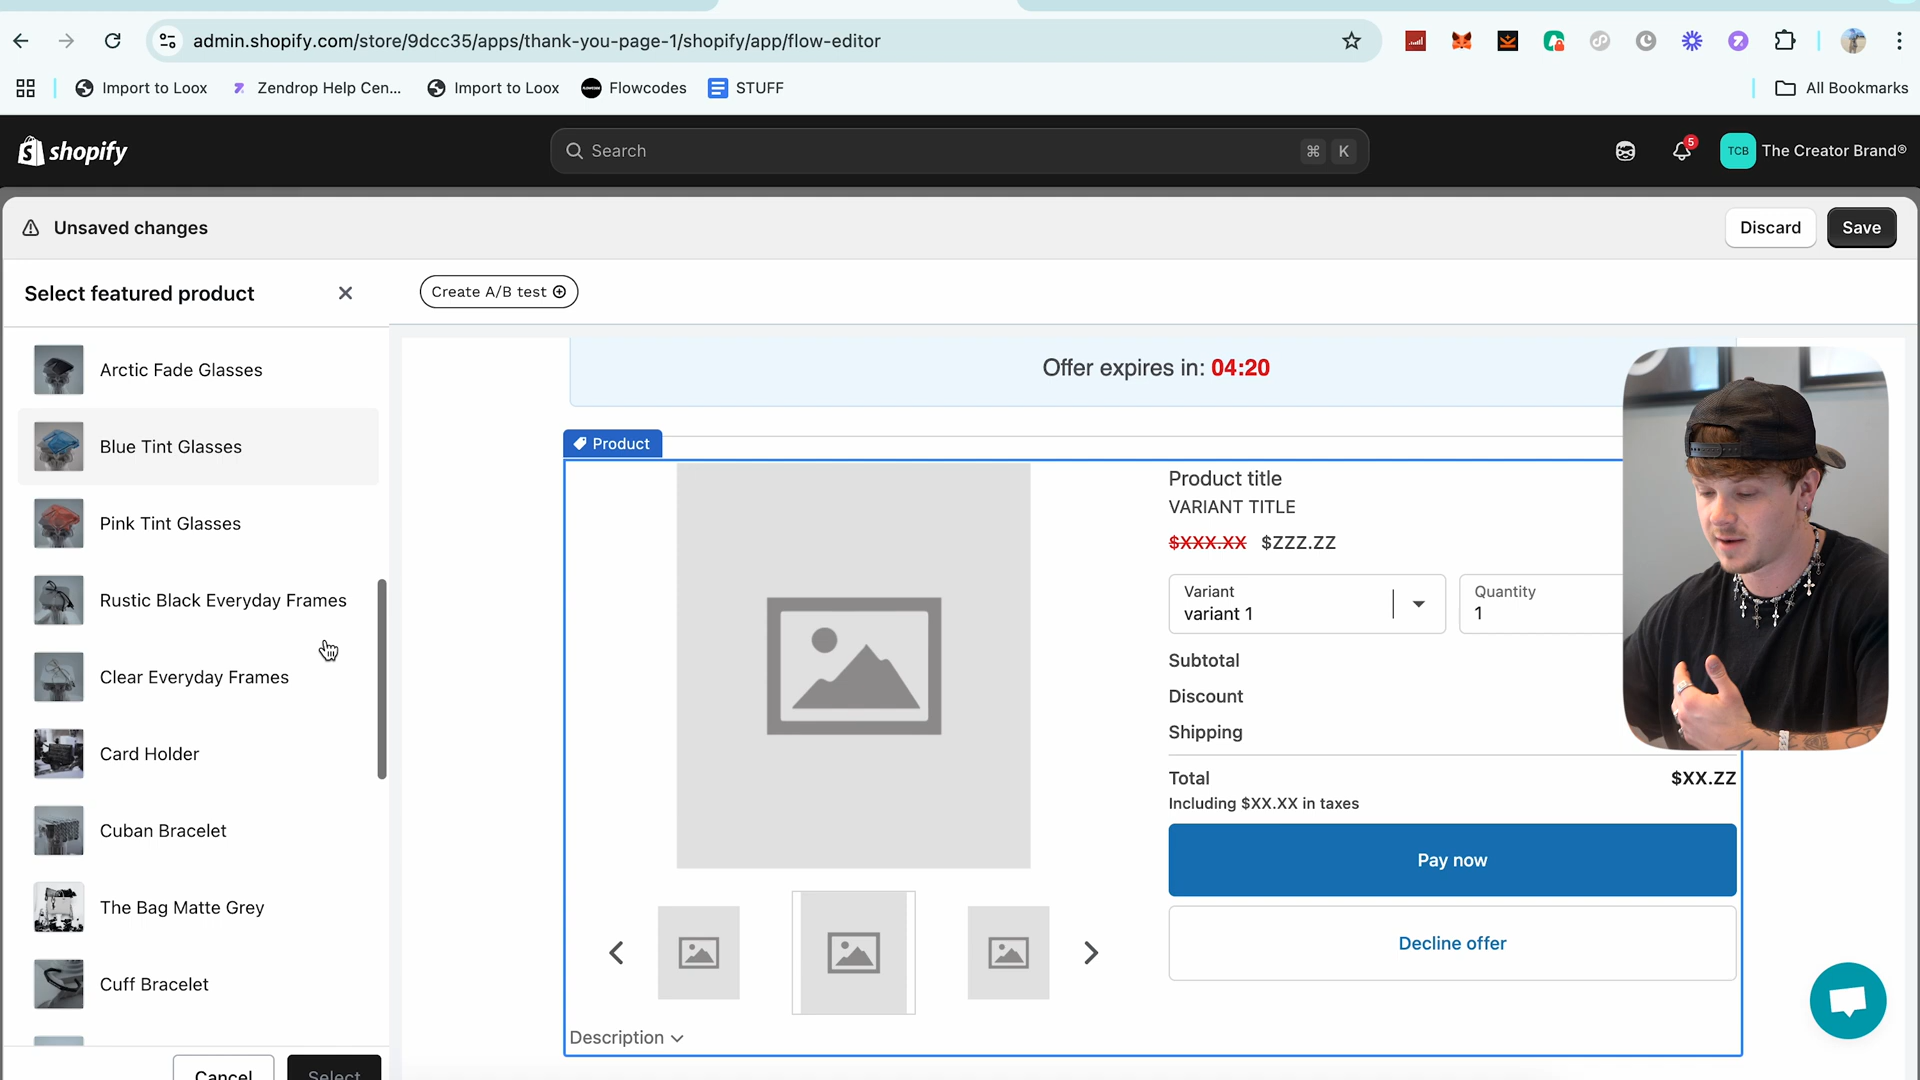 admin.shopify.com/store/9dcc35/apps/thank-you-page-1/shopify/app/flow-editor
Import to Loox
Zendrop Help Cen...
Import to Loox
Flowcodes
STUFF
All Bookmarks
shopify
Search
⌘ K
5
TCB
The Creator Brand®
Unsaved changes
Discard
Save
Select featured product
Create A/B test
Arctic Fade Glasses
Blue Tint Glasses
Pink Tint Glasses
Rustic Black Everyday Frames
Clear Everyday Frames
Card Holder
Cuban Bracelet
The Bag Matte Grey
Cuff Bracelet
Cancel
Select
Offer expires in: 04:20
Product
Product title
VARIANT TITLE
$XXX.XX $ZZZ.ZZ
Variant
variant 1
Quantity
1
Subtotal
Discount
Shipping
Total
$XX.ZZ
Including $XX.XX in taxes
Pay now
Decline offer
Description